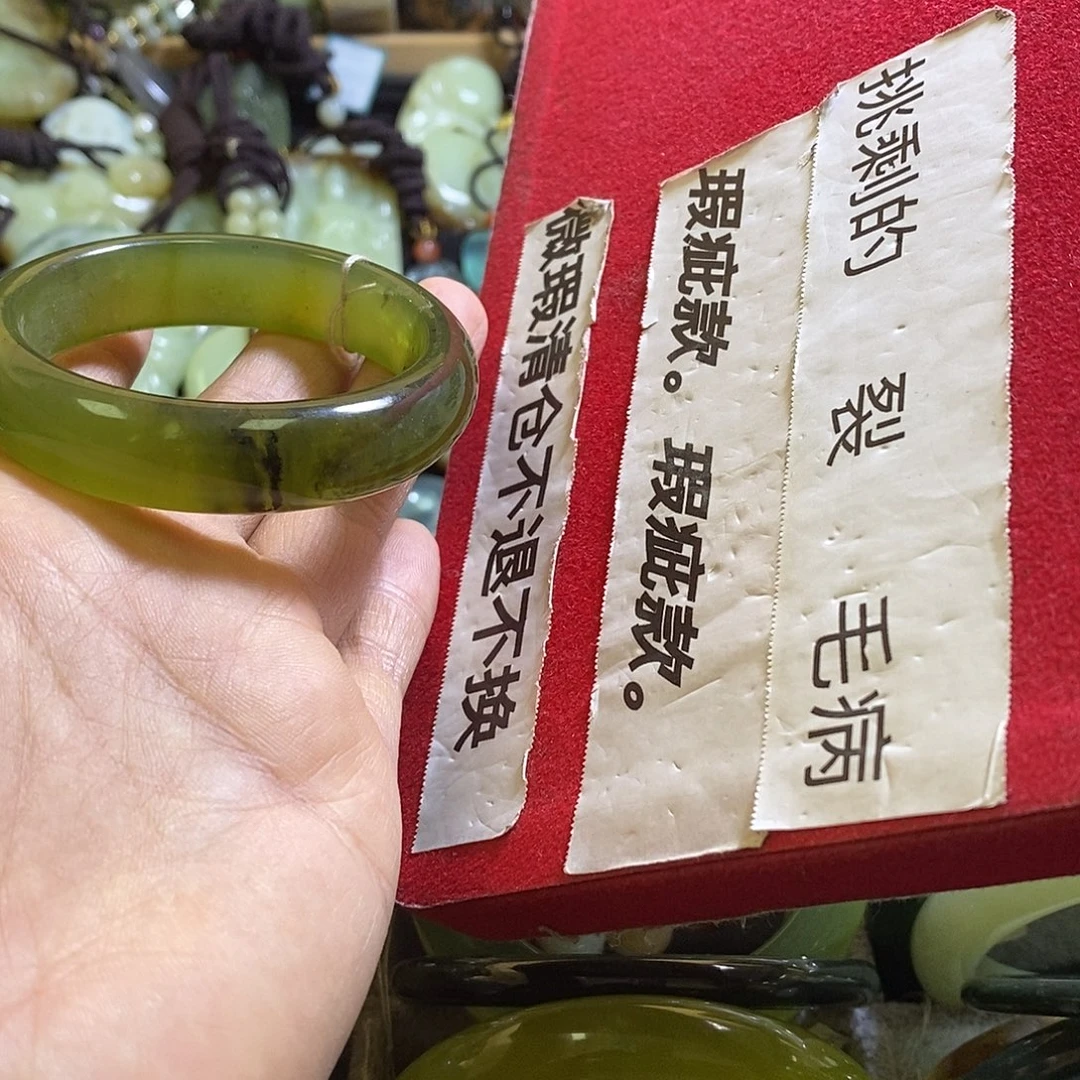 挑剩的 裂 毛病
瑕疵款。 瑕疵款。
微瑕清仓不退不换